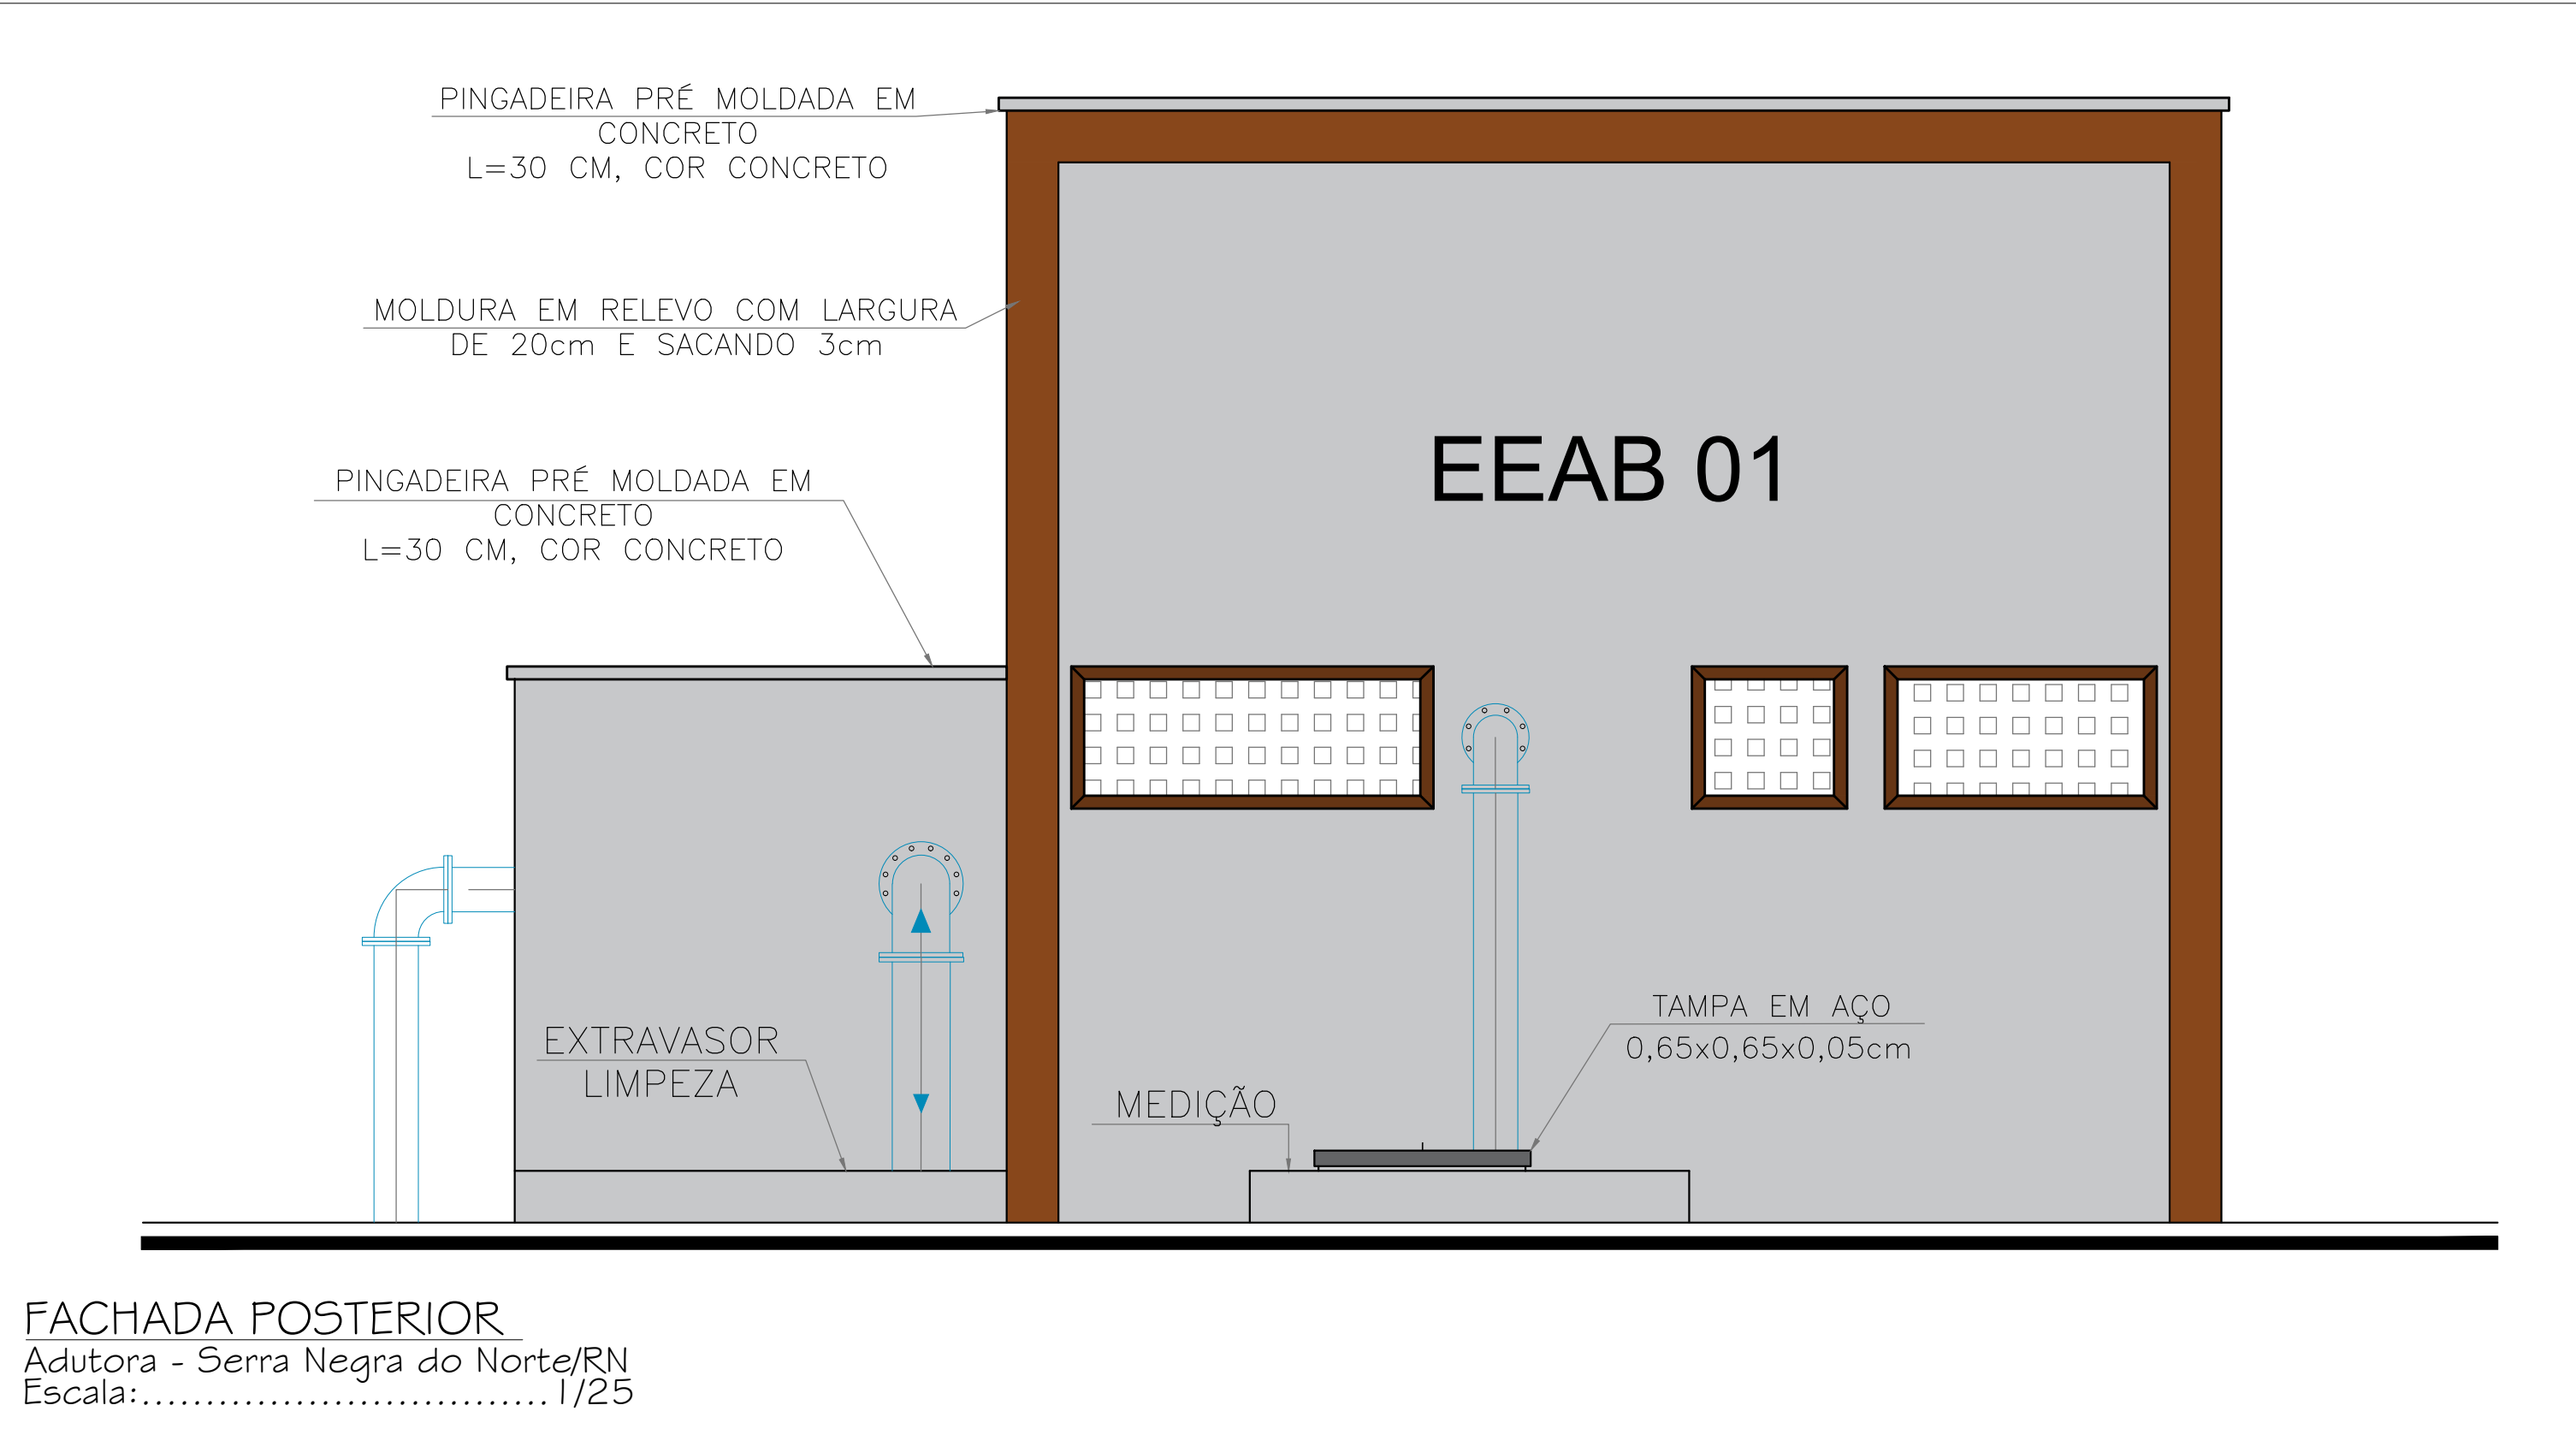 PINGADEIRA PRÉ MOLDADA EM
CONCRETO
L=30 CM, COR CONCRETO
MOLDURA EM RELEVO COM LARGURA
DE 20cm E SACANDO 3cm
EEAB 01
PINGADEIRA PRÉ MOLDADA EM
CONCRETO
L=30 CM, COR CONCRETO
TAMPA EM AÇO
0,65x0,65x0,05cm
EXTRAVASOR
LIMPEZA
MEDIÇÃO
FACHADA POSTERIOR
Adutora - Serra Negra do Norte/RN
Escala:................................1/25